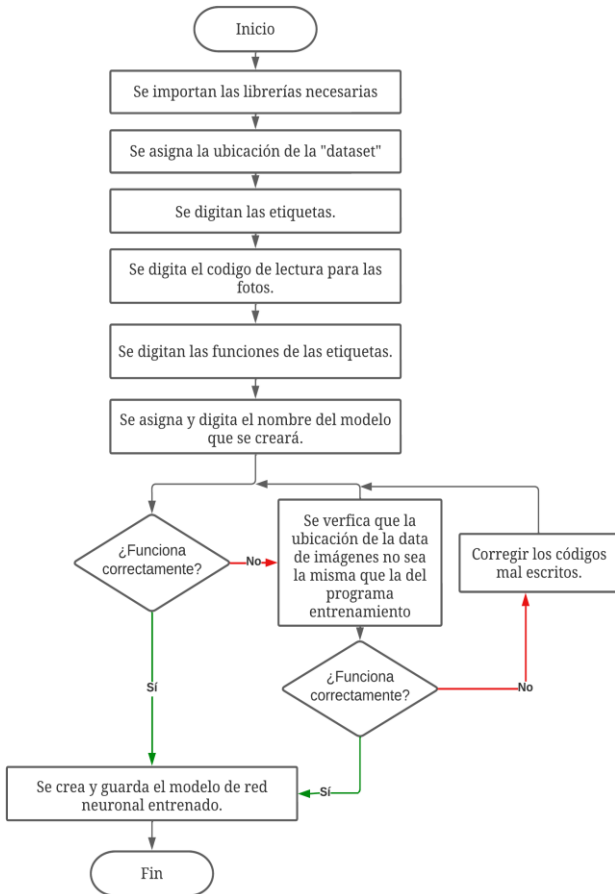 Inicio
Se importan las librerías necesarias
Se asigna la ubicación de la "dataset"
Se digitan las etiquetas.
Se digita el codigo de lectura para las
fotos.
Se digitan las funciones de las etiquetas.
Se asigna y digita el nombre del modelo
que se creará.
¿Funciona
correctamente?
No
Se verfica que la
ubicación de la data
de imágenes no sea
la misma que la del
programa
entrenamiento
Corregir los códigos
mal escritos.
¿Funciona
correctamente?
No
Sí
Sí
Se crea y guarda el modelo de red
neuronal entrenado.
Fin